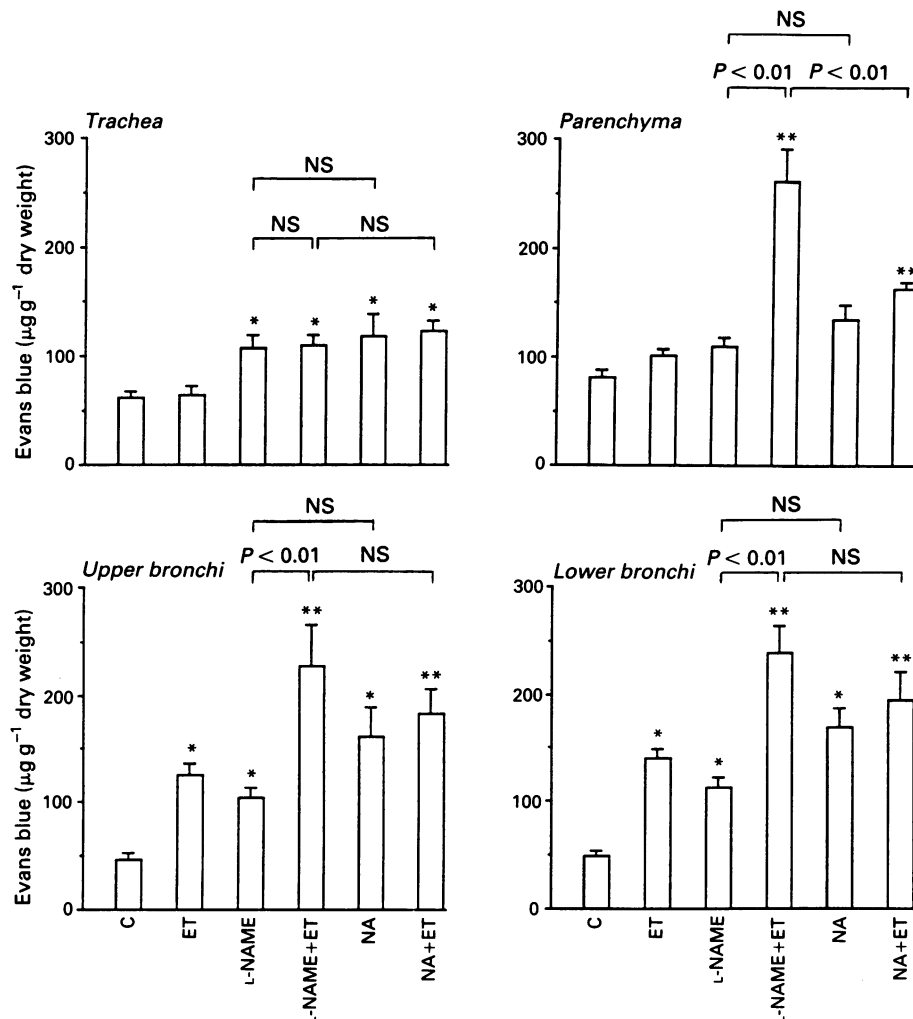 NS
P < 0.01 P < 0.01
Trachea
Parenchyma
Evans blue (µg g⁻¹ dry weight)
300
200
100
0
NS
NS NS
* * * *
300
200
100
0
** **
NS
P < 0.01 NS
Upper bronchi
Evans blue (µg g⁻¹ dry weight)
300
200
100
0
* * ** * **
C ET L-NAME -NAME+ET NA NA+ET
NS
P < 0.01 NS
Lower bronchi
300
200
100
0
* * ** * **
C ET L-NAME -NAME+ET NA NA+ET